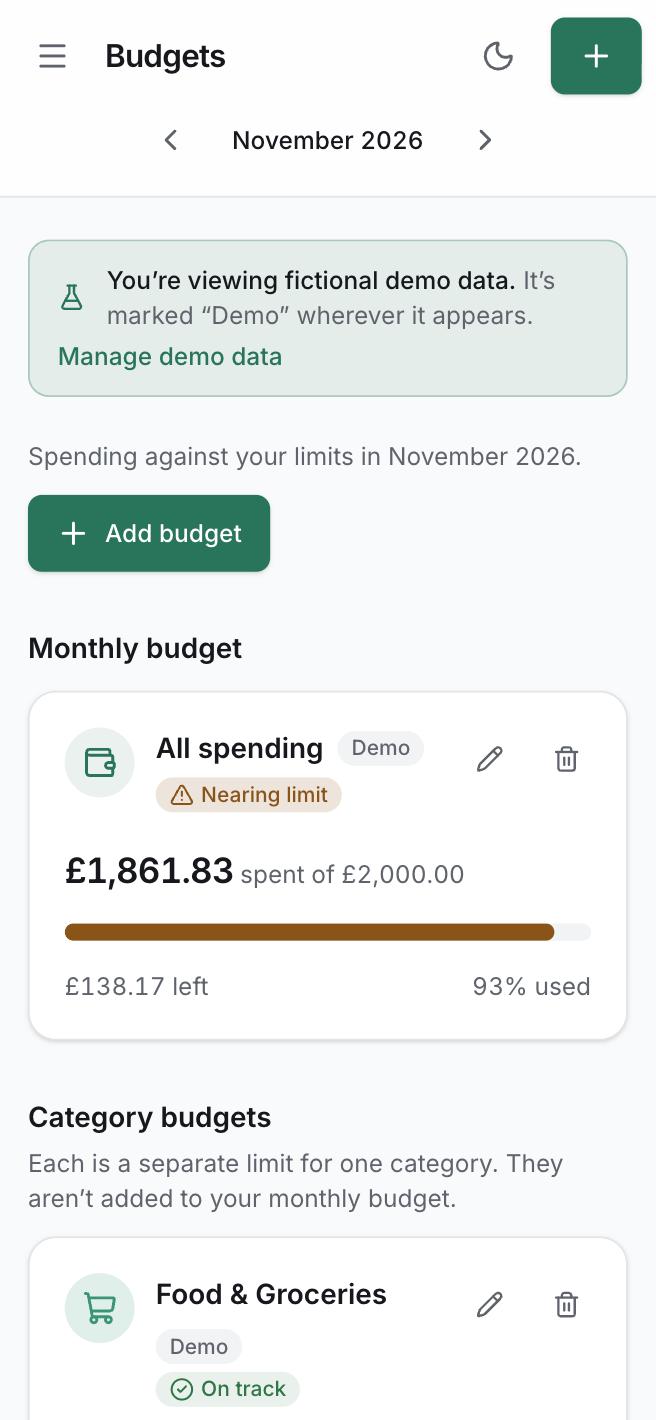 Budgets
November 2026
You’re viewing fictional demo data. It’s
marked “Demo” wherever it appears.
Manage demo data
Spending against your limits in November 2026.
Add budget
Monthly budget
All spending Demo
Nearing limit
£1,861.83 spent of £2,000.00
£138.17 left 93% used
Category budgets
Each is a separate limit for one category. They
aren’t added to your monthly budget.
Food & Groceries
Demo
On track